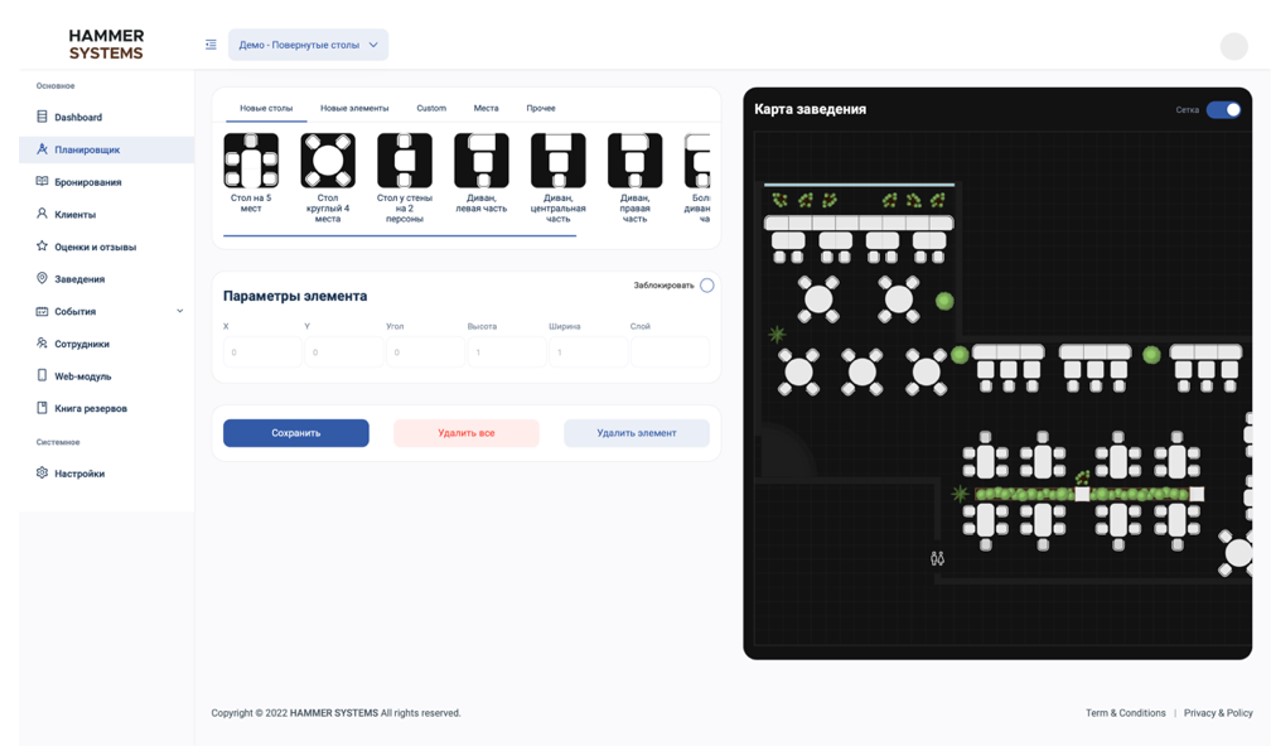 HAMMER
SYSTEMS
Демо - Повернутые столы
Основное
Dashboard
Планировщик
Бронирования
Клиенты
Оценки и отзывы
Заведения
События
Сотрудники
Web-модуль
Книга резервов
Системное
Настройки
Новые столы Новые элементы Custom Места Прочее
Стол на 5
мест
Стол
круглый 4
места
Стол у стены
на 2
персоны
Диван,
левая часть
Диван,
центральная
часть
Диван,
правая
часть
Бол
диван
ча
Заблокировать
Параметры элемента
X Y Угол Высота Ширина Слой
0 0 0 1 1
Сохранить Удалить все Удалить элемент
Карта заведения
Сетка
Copyright © 2022 HAMMER SYSTEMS All rights reserved.
Term & Conditions | Privacy & Policy